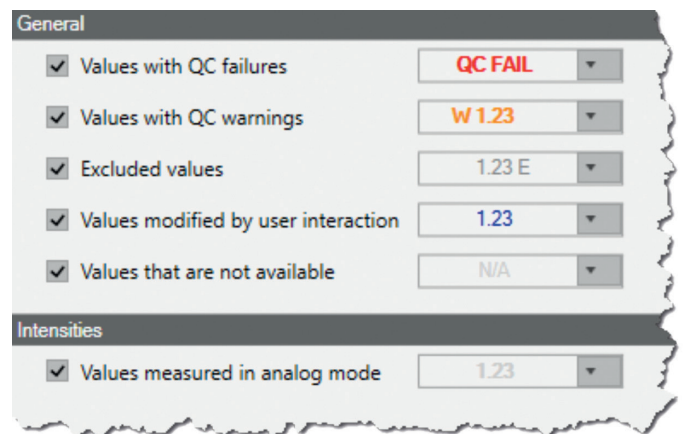 General
Values with QC failures QC FAIL
Values with QC warnings W 1.23
Excluded values 1.23 E
Values modified by user interaction 1.23
Values that are not available N/A
Intensities
Values measured in analog mode 1.23